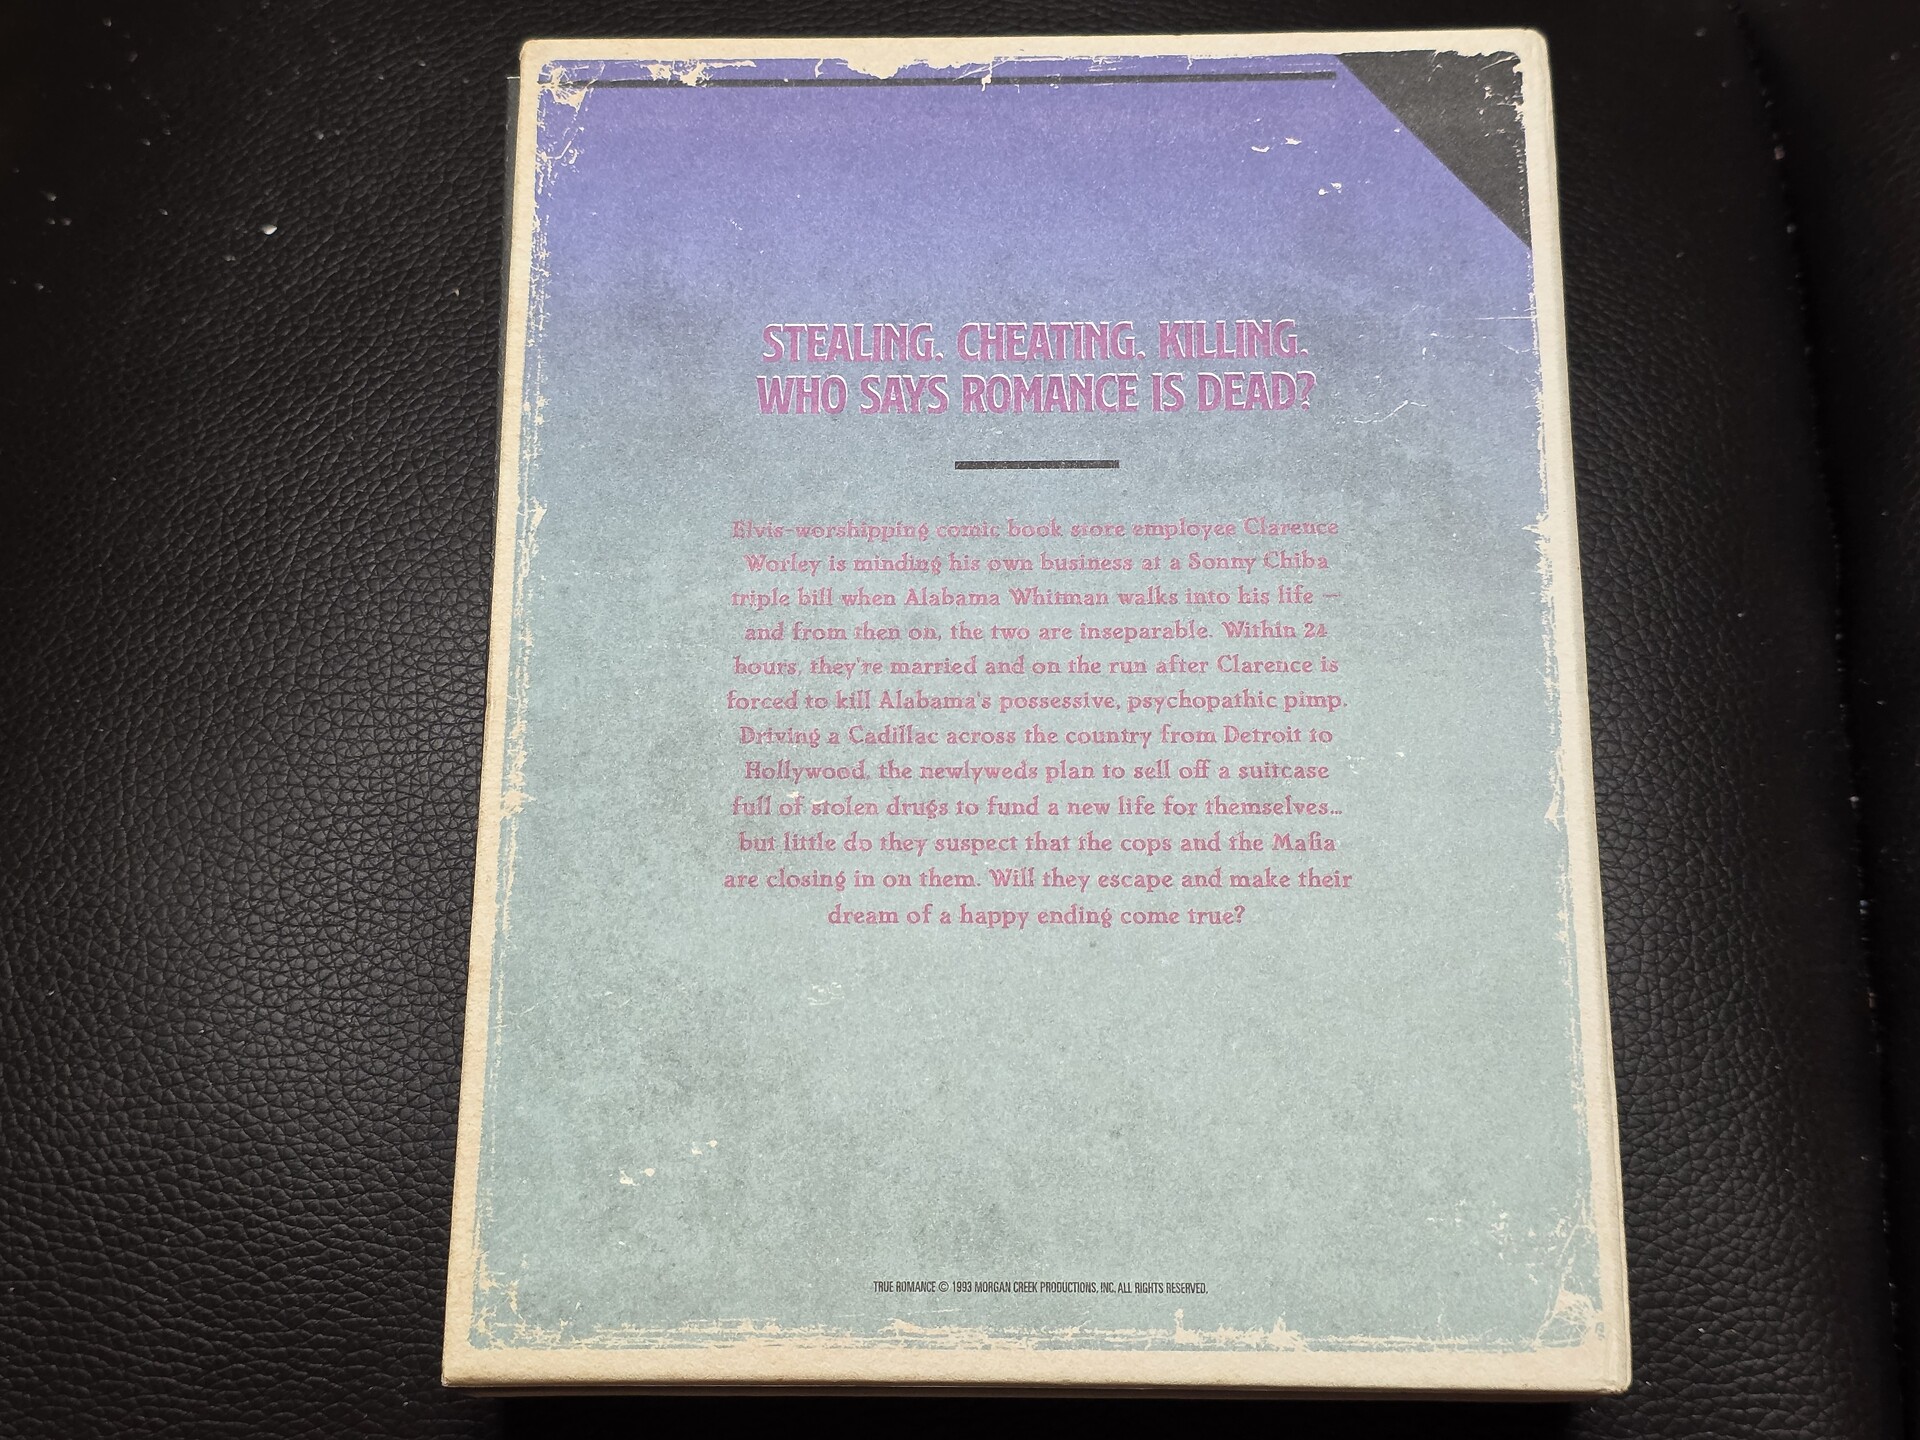 STEALING. CHEATING. KILLING.
WHO SAYS ROMANCE IS DEAD?
Elvis-worshipping comic book store employee Clarence
Worley is minding his own business at a Sonny Chiba
triple bill when Alabama Whitman walks into his life –
and from then on, the two are inseparable. Within 24
hours, they're married and on the run after Clarence is
forced to kill Alabama's possessive, psychopathic pimp.
Driving a Cadillac across the country from Detroit to
Hollywood, the newlyweds plan to sell off a suitcase
full of stolen drugs to fund a new life for themselves...
but little do they suspect that the cops and the Mafia
are closing in on them. Will they escape and make their
dream of a happy ending come true?
TRUE ROMANCE © 1993 MORGAN CREEK PRODUCTIONS, INC. ALL RIGHTS RESERVED.